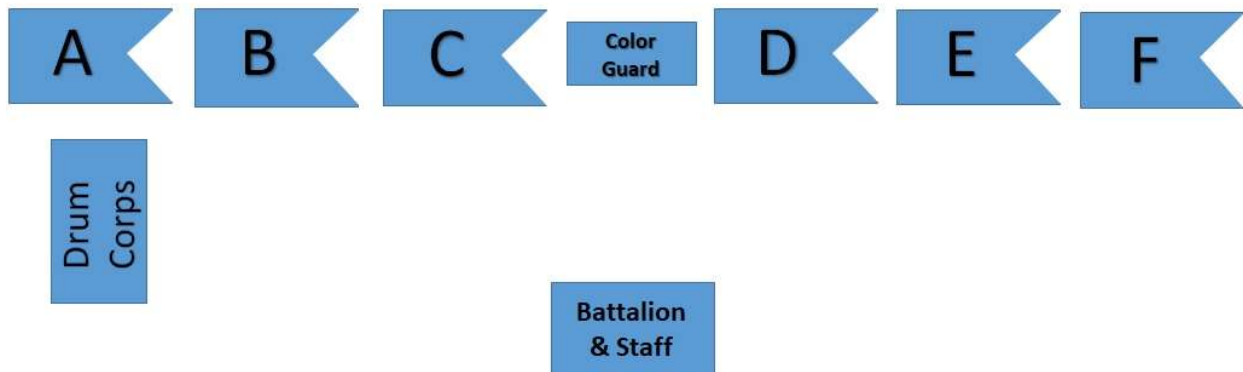 A
B
C
Color
Guard
D
E
F
Drum
Corps
Battalion
& Staff